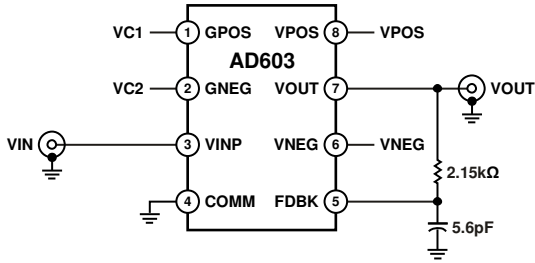 VC1 1 GPOS VPOS 8 VPOS
AD603
VC2 2 GNEG VOUT 7 VOUT
VIN 3 VINP VNEG 6 VNEG
2.15kΩ
4 COMM FDBK 5
5.6pF